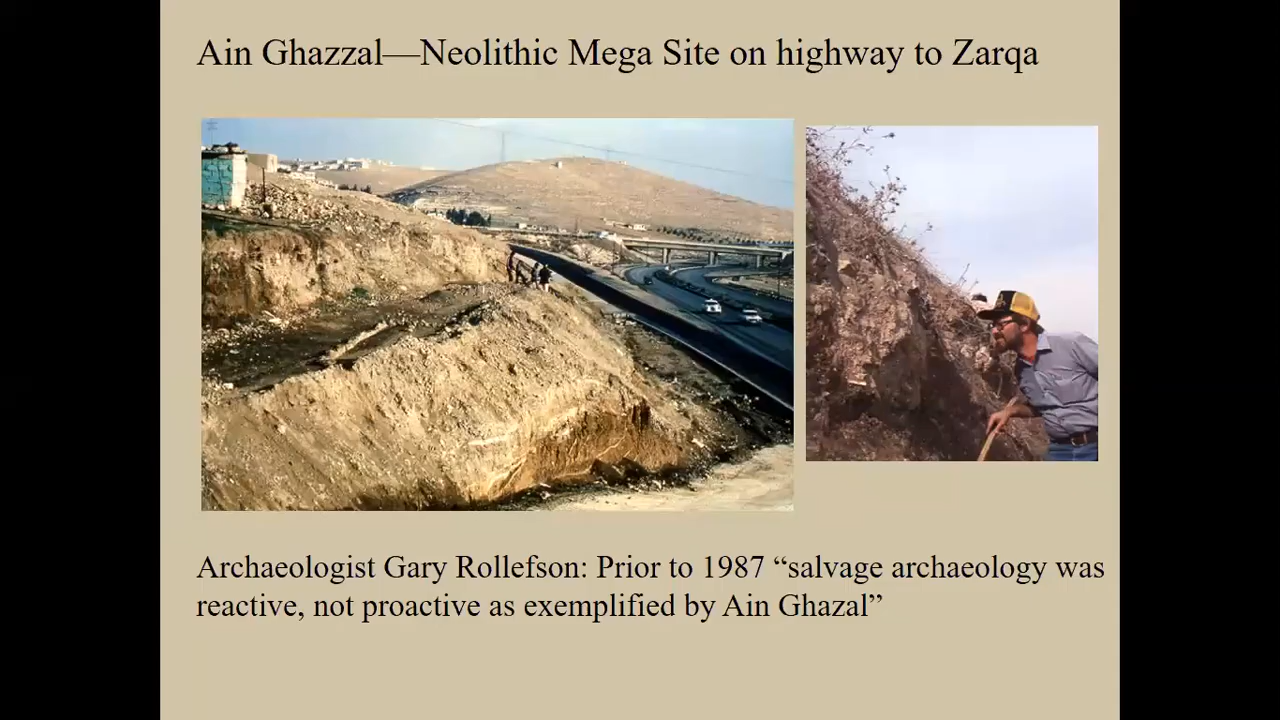 Ain Ghazzal—Neolithic Mega Site on highway to Zarqa
Archaeologist Gary Rollefson: Prior to 1987 “salvage archaeology was
reactive, not proactive as exemplified by Ain Ghazal”